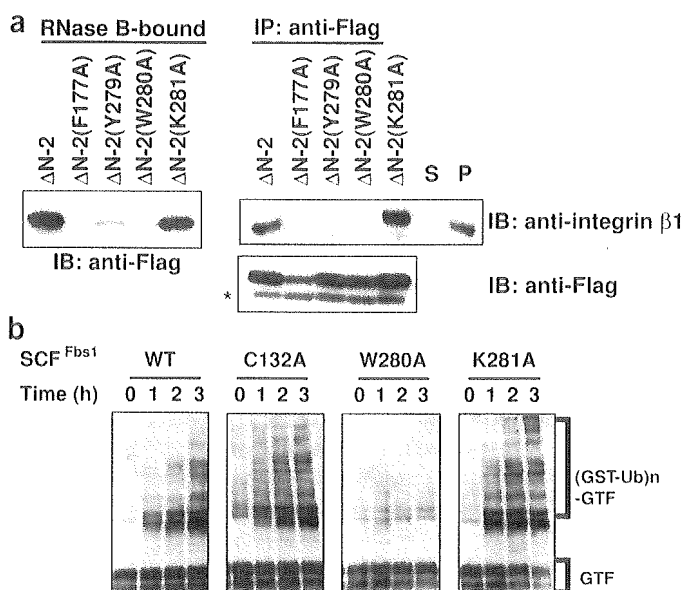 a
RNase B-bound
IP: anti-Flag
ΔN-2
ΔN-2(F177A)
ΔN-2(Y279A)
ΔN-2(W280A)
ΔN-2(K281A)
ΔN-2
ΔN-2(F177A)
ΔN-2(Y279A)
ΔN-2(W280A)
ΔN-2(K281A)
S
P
IB: anti-integrin β1
IB: anti-Flag
*
IB: anti-Flag
b
SCF Fbs1
WT
C132A
W280A
K281A
Time (h)
0 1 2 3
0 1 2 3
0 1 2 3
0 1 2 3
(GST-Ub)n
-GTF
GTF